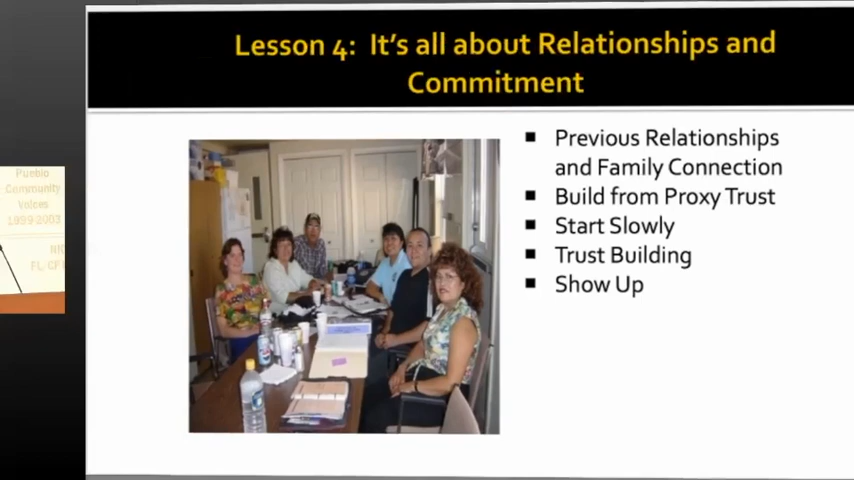 Lesson 4: It's all about Relationships and
Commitment
Previous Relationships
and Family Connection
Build from Proxy Trust
Start Slowly
Trust Building
Show Up
Pueblo
Community
Voices
1999-2003